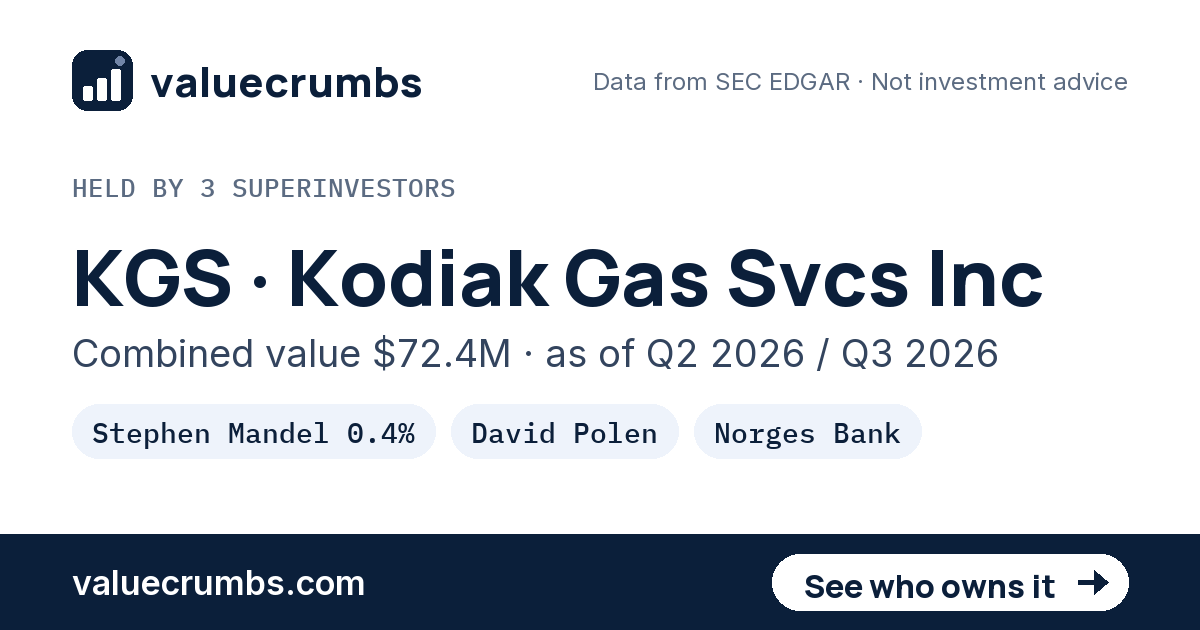 valuecrumbs
Data from SEC EDGAR · Not investment advice
HELD BY 3 SUPERINVESTORS
KGS · Kodiak Gas Svcs Inc
Combined value $72.4M · as of Q2 2026 / Q3 2026
Stephen Mandel 0.4% David Polen Norges Bank
valuecrumbs.com
See who owns it →